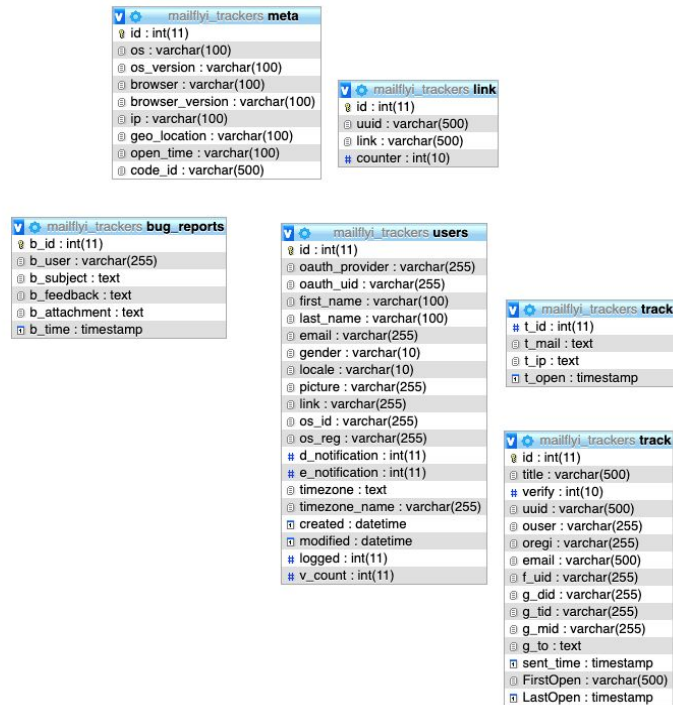 mailflyi_trackers meta
id : int(11)
os : varchar(100)
os_version : varchar(100)
browser : varchar(100)
browser_version : varchar(100)
ip : varchar(100)
geo_location : varchar(100)
open_time : varchar(100)
code_id : varchar(500)
mailflyi_trackers link
id : int(11)
uuid : varchar(500)
link : varchar(500)
# counter : int(10)
mailflyi_trackers bug_reports
b_id : int(11)
b_user : varchar(255)
b_subject : text
b_feedback : text
b_attachment : text
b_time : timestamp
mailflyi_trackers users
id : int(11)
oauth_provider : varchar(255)
oauth_uid : varchar(255)
first_name : varchar(100)
last_name : varchar(100)
email : varchar(255)
gender : varchar(10)
locale : varchar(10)
picture : varchar(255)
link : varchar(255)
os_id : varchar(255)
os_reg : varchar(255)
# d_notification : int(11)
# e_notification : int(11)
timezone : text
timezone_name : varchar(255)
created : datetime
modified : datetime
# logged : int(11)
# v_count : int(11)
mailflyi_trackers track
# t_id : int(11)
t_mail : text
t_ip : text
t_open : timestamp
mailflyi_trackers track
id : int(11)
title : varchar(500)
# verify : int(10)
uuid : varchar(500)
ouser : varchar(255)
oregi : varchar(255)
email : varchar(500)
f_uid : varchar(255)
g_did : varchar(255)
g_tid : varchar(255)
g_mid : varchar(255)
g_to : text
sent_time : timestamp
FirstOpen : varchar(500)
LastOpen : timestamp